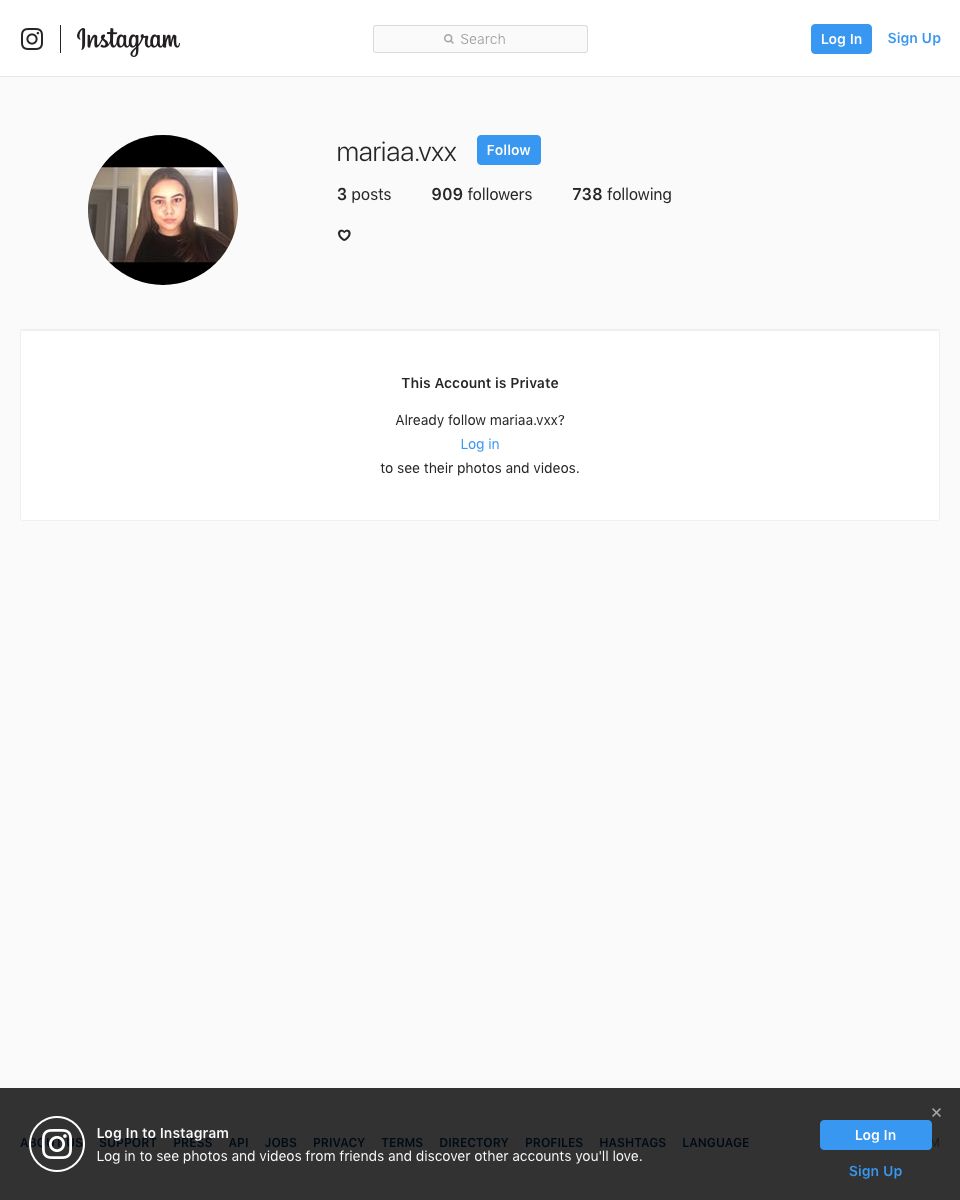 Instagram
Search
Log In
Sign Up
mariaa.vxx
Follow
3 posts 909 followers 738 following
This Account is Private
Already follow mariaa.vxx?
Log in
to see their photos and videos.
Log In to Instagram
SUPPORT PRESS API JOBS PRIVACY TERMS DIRECTORY PROFILES HASHTAGS LANGUAGE
Log in to see photos and videos from friends and discover other accounts you'll love.
Log In
Sign Up